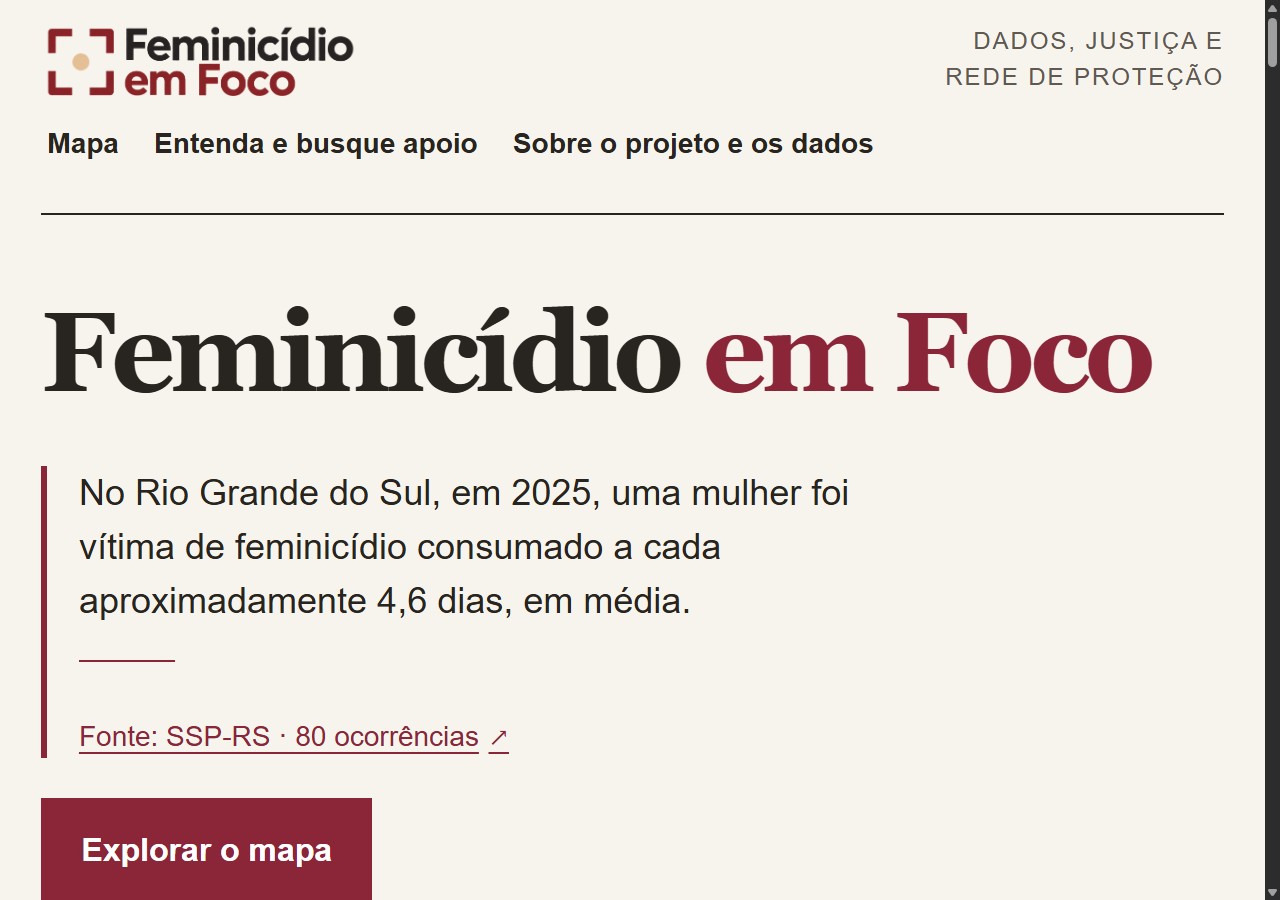 Feminicídio
em Foco
DADOS, JUSTIÇA E
REDE DE PROTEÇÃO
Mapa Entenda e busque apoio Sobre o projeto e os dados
Feminicídio em Foco
No Rio Grande do Sul, em 2025, uma mulher foi
vítima de feminicídio consumado a cada
aproximadamente 4,6 dias, em média.
Fonte: SSP-RS · 80 ocorrências ↗
Explorar o mapa